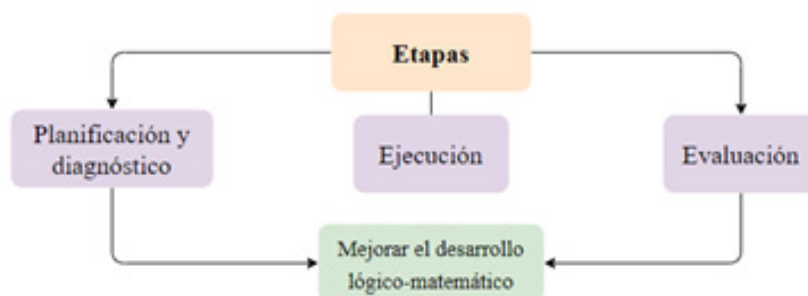 Etapas
Planificación y
diagnóstico
Ejecución
Evaluación
Mejorar el desarrollo
lógico-matemático